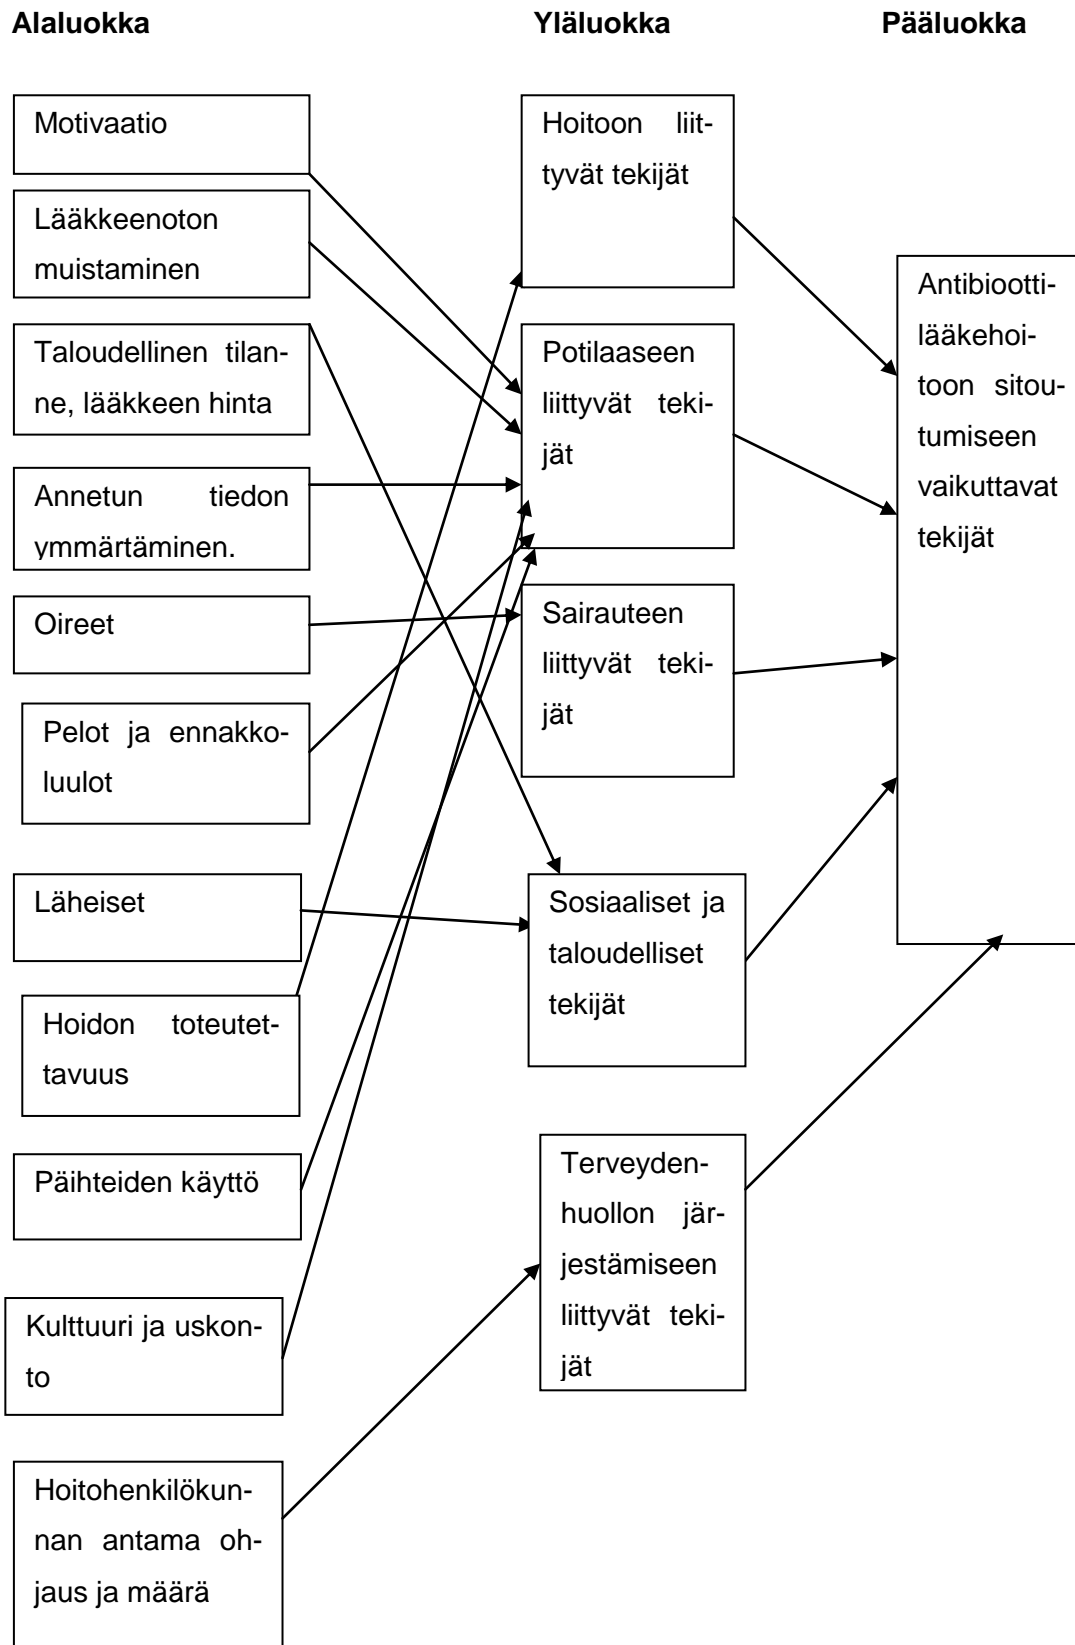 Alaluokka
Yläluokka
Pääluokka
Motivaatio
Lääkkeenoton
muistaminen
Taloudellinen tilan-
ne, lääkkeen hinta
Annetun tiedon
ymmärtäminen.
Oireet
Pelot ja ennakko-
luulot
Läheiset
Hoidon toteutet-
tavuus
Päihteiden käyttö
Kulttuuri ja uskon-
to
Hoitohenkilökun-
nan antama oh-
jaus ja määrä
Hoitoon liit-
tyvät tekijät
Potilaaseen
liittyvät teki-
jät
Sairauteen
liittyvät teki-
jät
Sosiaaliset ja
taloudelliset
tekijät
Terveyden-
huollon jär-
jestämiseen
liittyvät teki-
jät
Antibiootti-
lääkehoi-
toon sitou-
tumiseen
vaikuttavat
tekijät